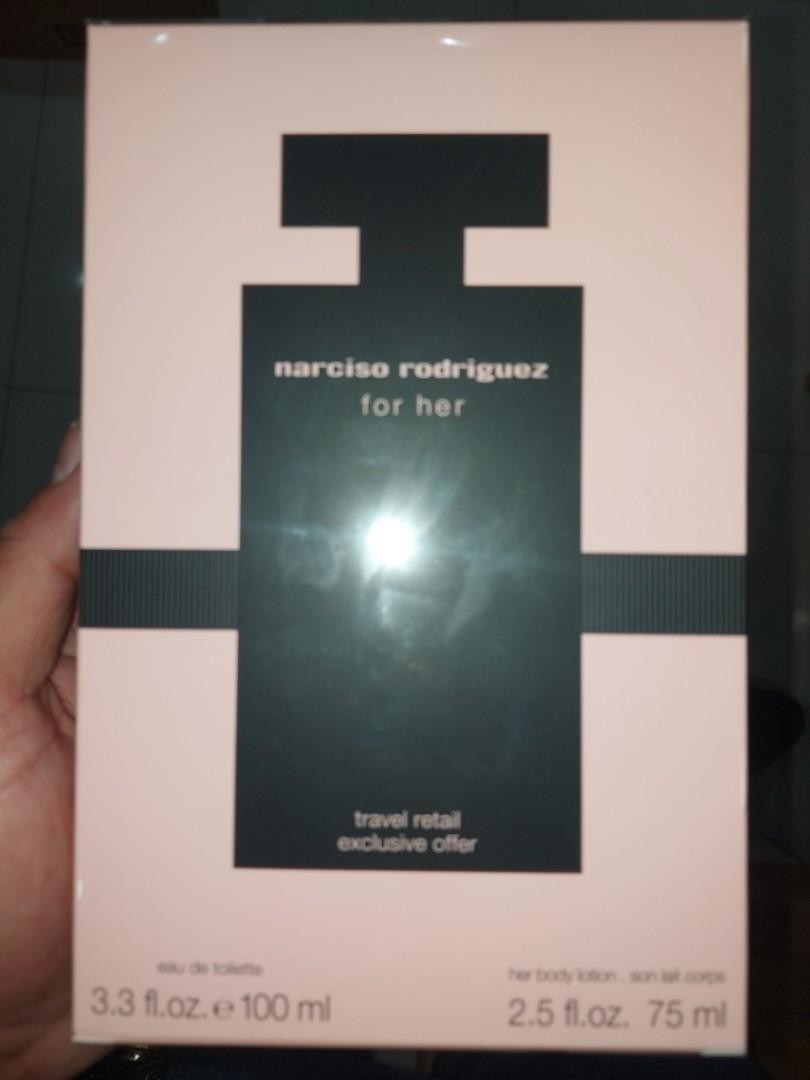 narciso rodriguez
for her
travel retail
exclusive offer
eau de toilette
3.3 fl.oz. ℮ 100 ml
her body lotion . son lait corps
2.5 fl.oz. 75 ml